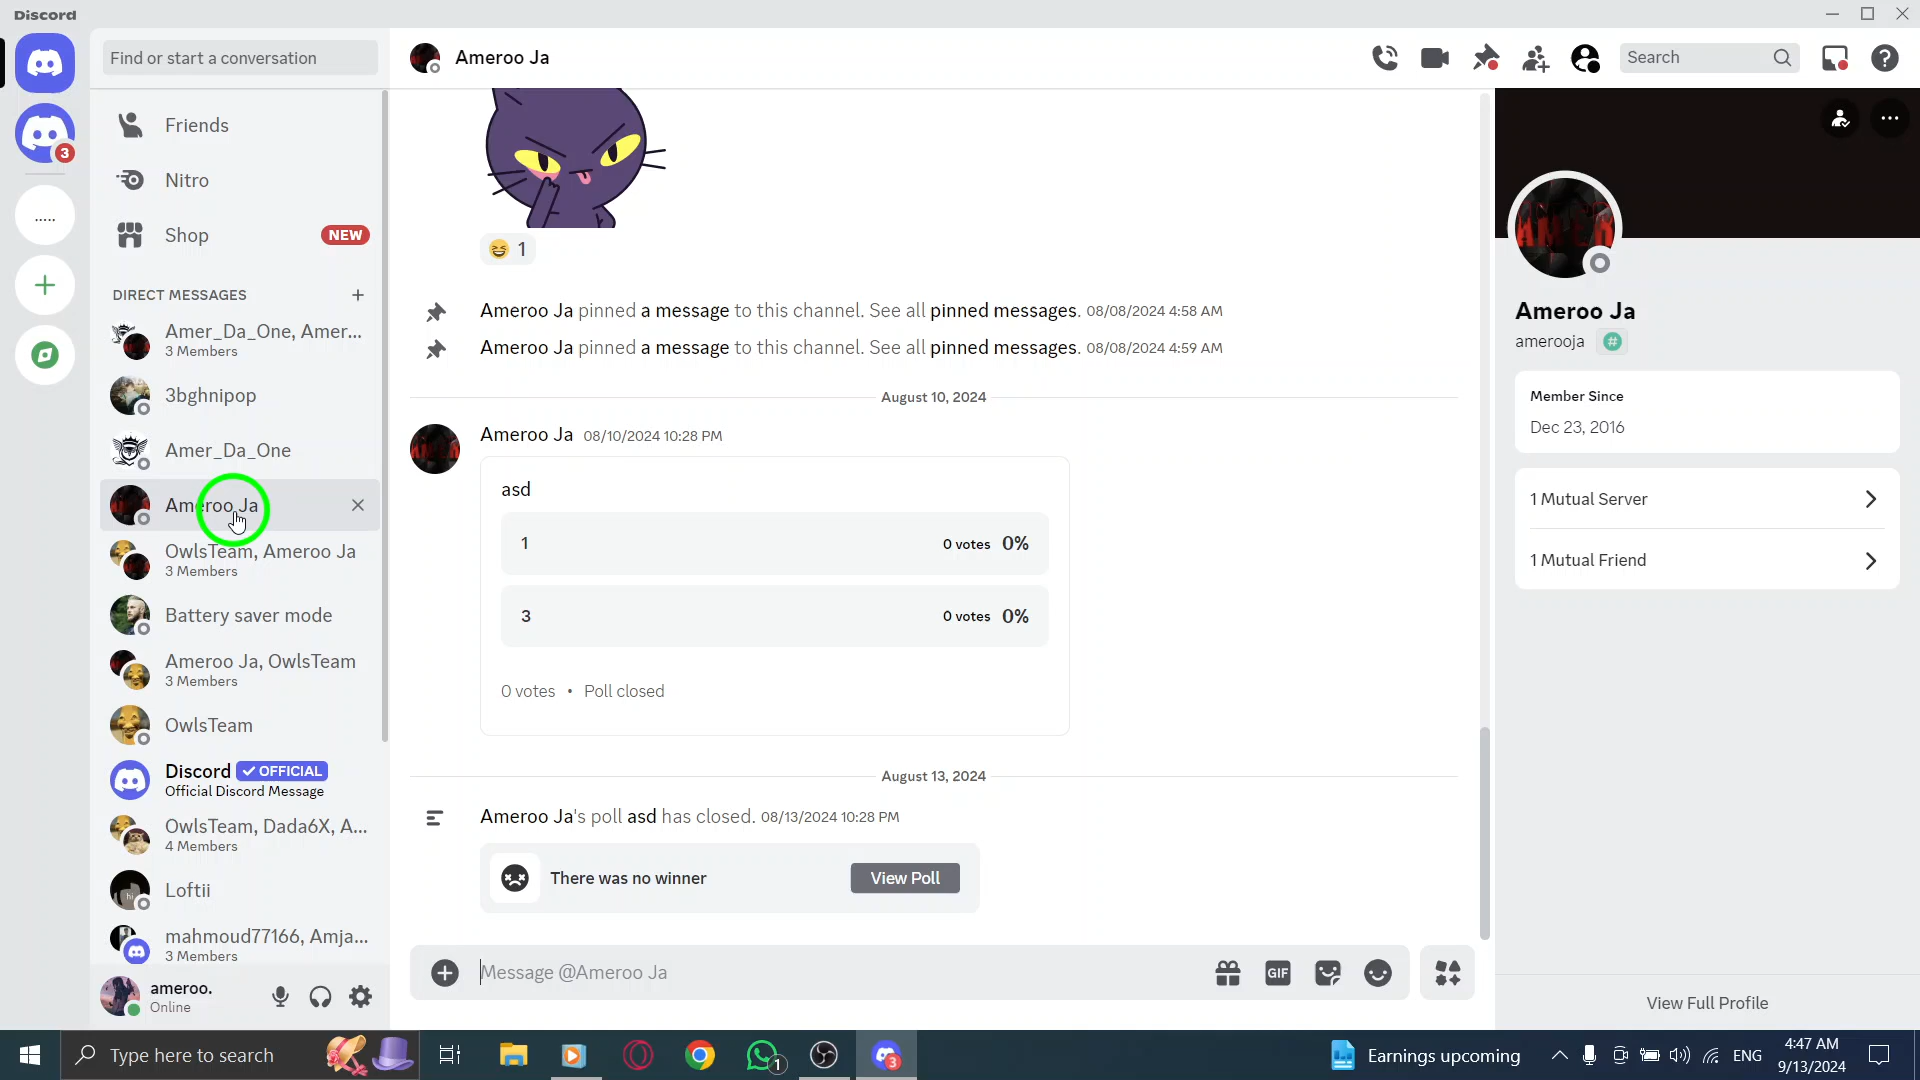 Discord
Find or start a conversation
Ameroo Ja
Search
3
Friends
Nitro
Shop
NEW
.....
DIRECT MESSAGES
Amer_Da_One, Amer...
3 Members
3bghnipop
Amer_Da_One
Ameroo Ja
OwlsTeam, Ameroo Ja
3 Members
Battery saver mode
Ameroo Ja, OwlsTeam
3 Members
OwlsTeam
Discord ✓ OFFICIAL
Official Discord Message
OwlsTeam, Dada6X, A...
4 Members
Loftii
mahmoud77166, Amja...
3 Members
ameroo.
Online
1
Ameroo Ja pinned a message to this channel. See all pinned messages. 08/08/2024 4:58 AM
Ameroo Ja pinned a message to this channel. See all pinned messages. 08/08/2024 4:59 AM
August 10, 2024
Ameroo Ja 08/10/2024 10:28 PM
asd
1 0 votes 0%
3 0 votes 0%
0 votes • Poll closed
August 13, 2024
Ameroo Ja's poll asd has closed. 08/13/2024 10:28 PM
There was no winner
View Poll
Message @Ameroo Ja
GIF
Ameroo Ja
amerooja #
Member Since
Dec 23, 2016
1 Mutual Server
1 Mutual Friend
View Full Profile
Type here to search
1
3
Earnings upcoming
ENG
4:47 AM
9/13/2024